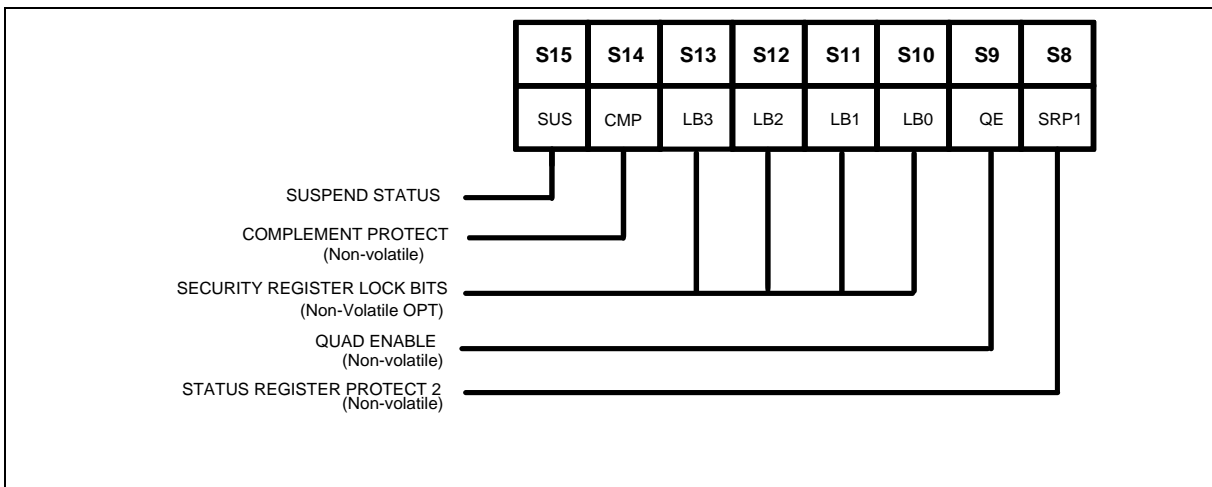 S15 S14 S13 S12 S11 S10 S9 S8
SUS CMP LB3 LB2 LB1 LB0 QE SRP1
SUSPEND STATUS
COMPLEMENT PROTECT
(Non-volatile)
SECURITY REGISTER LOCK BITS
(Non-Volatile OPT)
QUAD ENABLE
(Non-volatile)
STATUS REGISTER PROTECT 2
(Non-volatile)